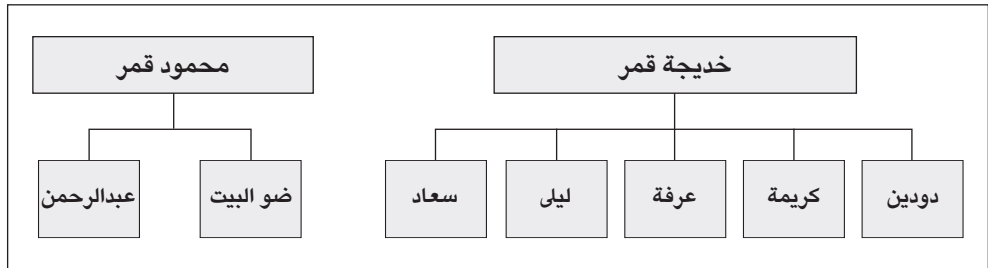 خديجة قمر
محمود قمر
دودين
كريمة
عرفة
ليلى
سعاد
ضو البيت
عبدالرحمن